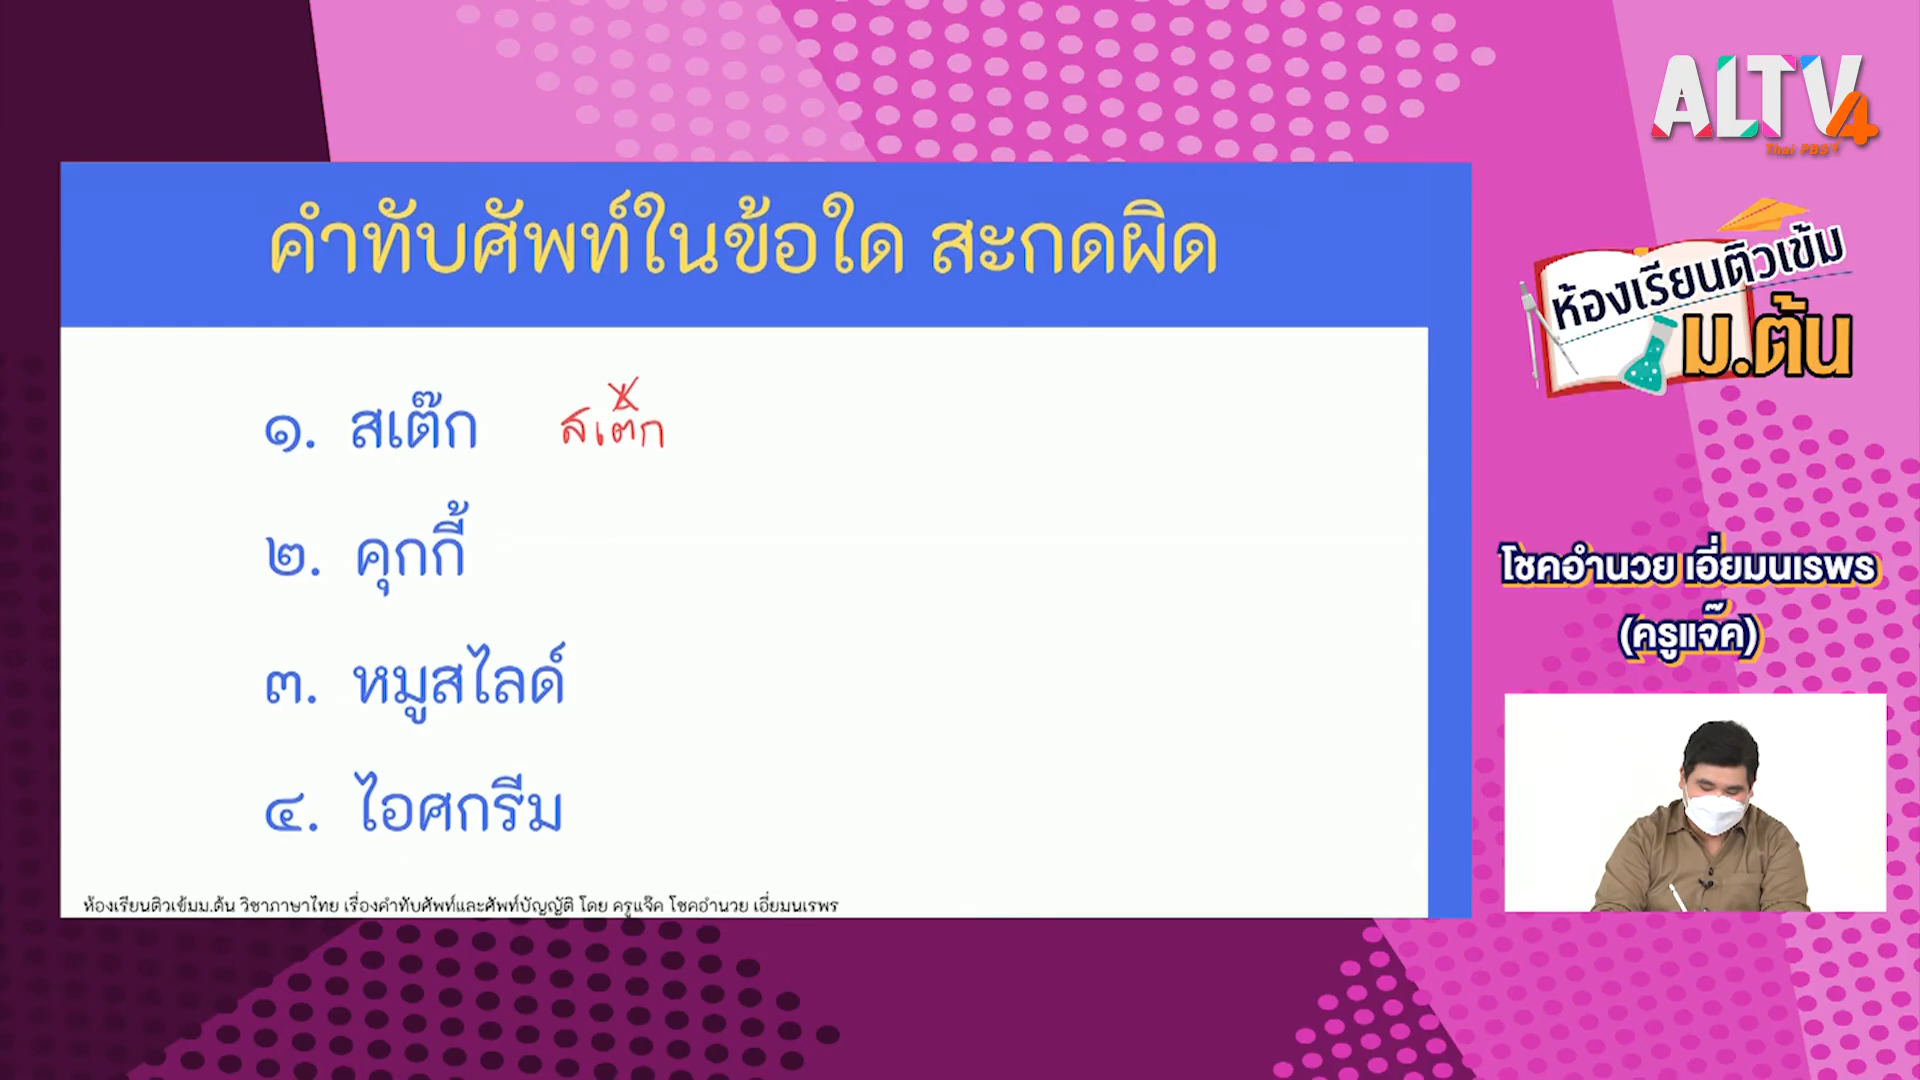 ALTV4
Thai PBS
คำทับศัพท์ในข้อใด สะกดผิด
ห้องเรียนติวเข้ม
ม.ต้น
๑. สเต๊ก
สเต๊ก
๒. คุกกี้
๓. หมูสไลด์
๔. ไอศกรีม
โชคอำนวย เอี่ยมนเรพร
(ครูแจ๊ค)
ห้องเรียนติวเข้มม.ต้น วิชาภาษาไทย เรื่องคำทับศัพท์และศัพท์บัญญัติ โดย ครูแจ๊ค โชคอำนวย เอี่ยมนเรพร